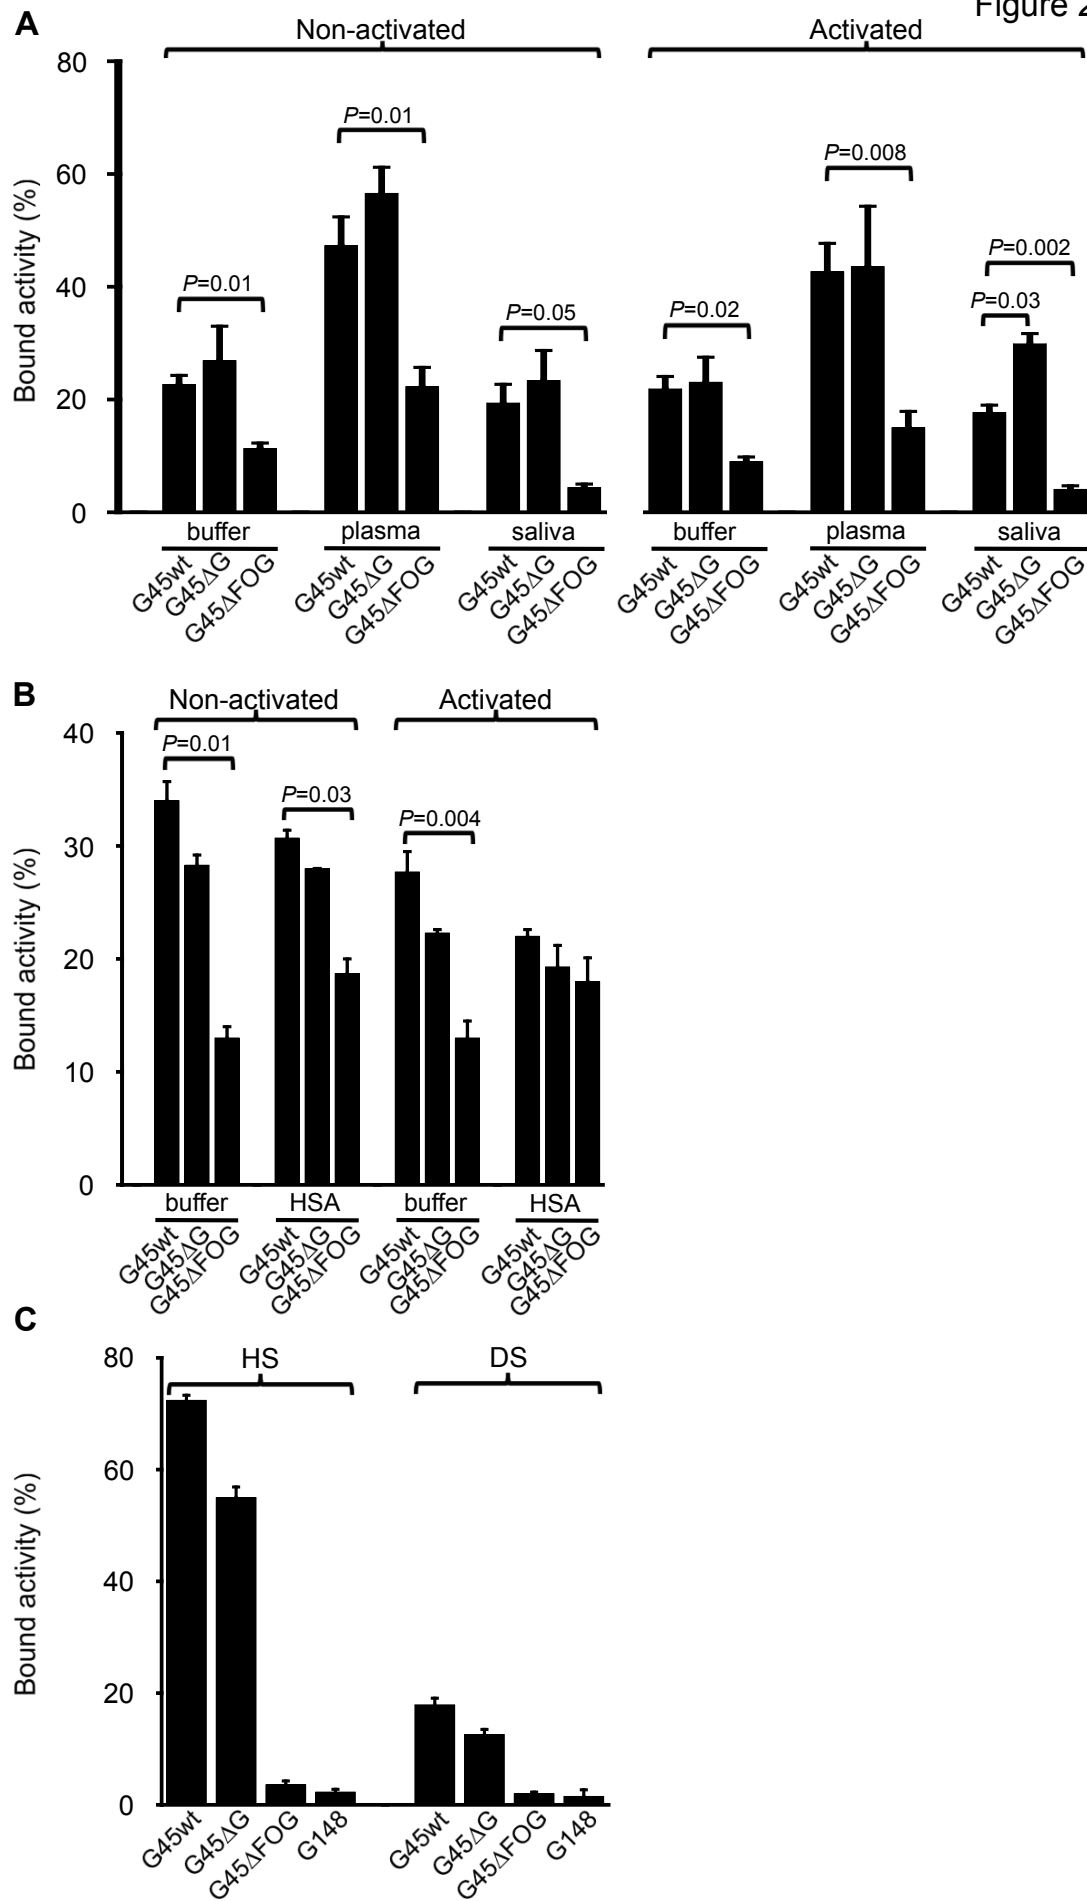 Figure 2
A
Non-activated
Activated
80
60
40
20
0
Bound activity (%)
P=0.01
P=0.01
P=0.05
P=0.02
P=0.008
P=0.002
P=0.03
buffer
plasma
saliva
buffer
plasma
saliva
G45wt
G45ΔG
G45ΔFOG
G45wt
G45ΔG
G45ΔFOG
G45wt
G45ΔG
G45ΔFOG
G45wt
G45ΔG
G45ΔFOG
G45wt
G45ΔG
G45ΔFOG
G45wt
G45ΔG
G45ΔFOG
B
Non-activated
Activated
40
30
20
10
0
Bound activity (%)
P=0.01
P=0.03
P=0.004
buffer
HSA
buffer
HSA
G45wt
G45ΔG
G45ΔFOG
G45wt
G45ΔG
G45ΔFOG
G45wt
G45ΔG
G45ΔFOG
G45wt
G45ΔG
G45ΔFOG
C
HS
DS
80
60
40
20
0
Bound activity (%)
G45wt
G45ΔG
G45ΔFOG
G148
G45wt
G45ΔG
G45ΔFOG
G148